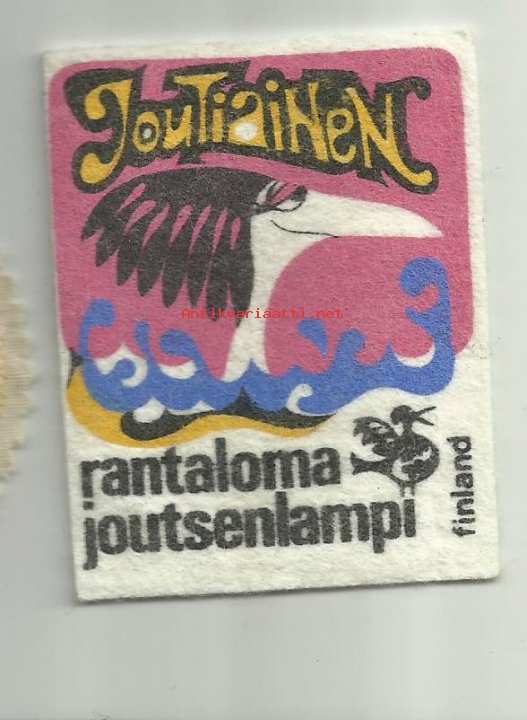 JouTiaiNeN
Antikvariaatti.net
rantaloma
joutsenlampi
finland